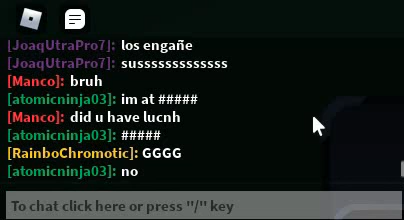 [JoaqUtraPro7]: los engañe
[JoaqUtraPro7]: susssssssssssss
[Manco]: bruh
[atomicninja03]: im at #####
[Manco]: did u have lucnh
[atomicninja03]: #####
[RainboChromotic]: GGGG
[atomicninja03]: no
To chat click here or press "/" key